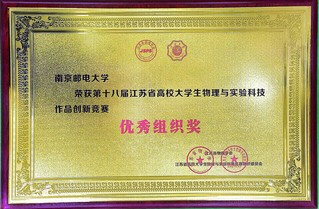 南京邮电大学
荣获第十八届江苏省高校大学生物理与实验科技
作品创新竞赛
优秀组织奖